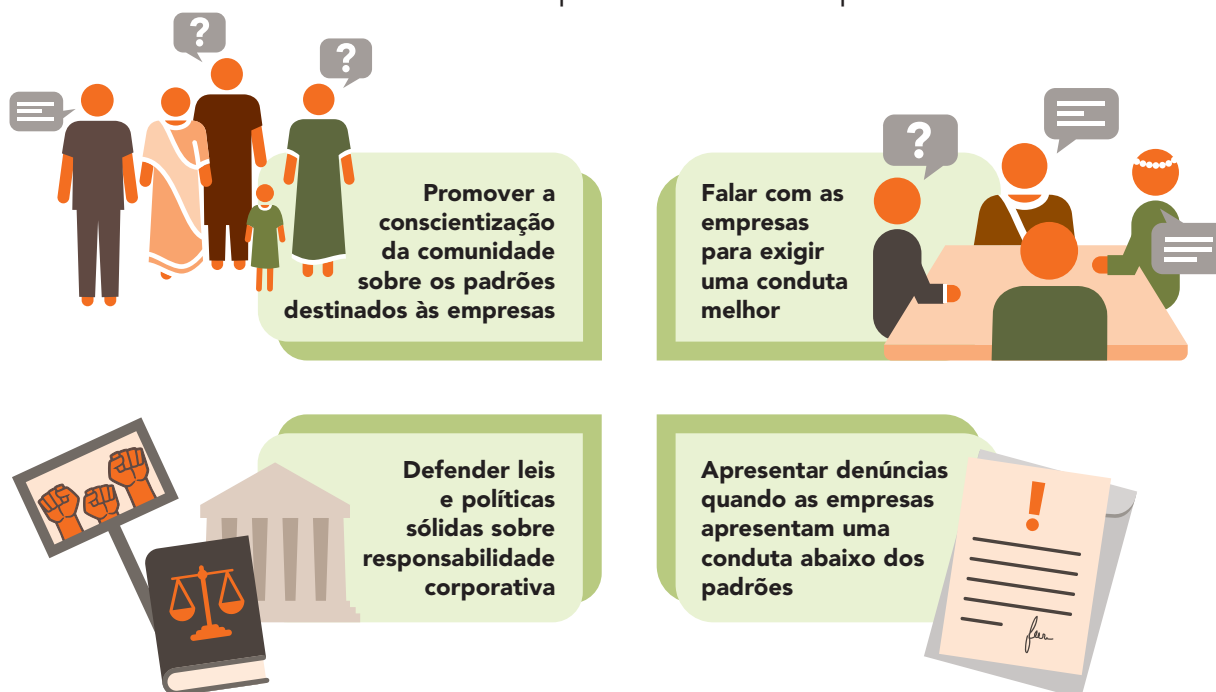 ?
?
Promover a
conscientização
da comunidade
sobre os padrões
destinados às empresas
?
Falar com as
empresas
para exigir
uma conduta
melhor
Defender leis
e políticas
sólidas sobre
responsabilidade
corporativa
Apresentar denúncias
quando as empresas
apresentam uma
conduta abaixo dos
padrões
!